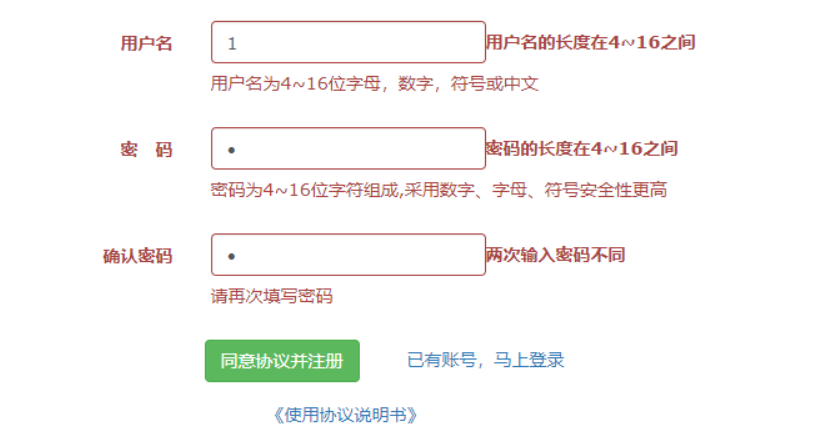 用户名 1 用户名的长度在4~16之间
用户名为4~16位字母，数字，符号或中文
密 码 • 密码的长度在4~16之间
密码为4~16位字符组成,采用数字、字母、符号安全性更高
确认密码 • 两次输入密码不同
请再次填写密码
同意协议并注册 已有账号，马上登录
《使用协议说明书》